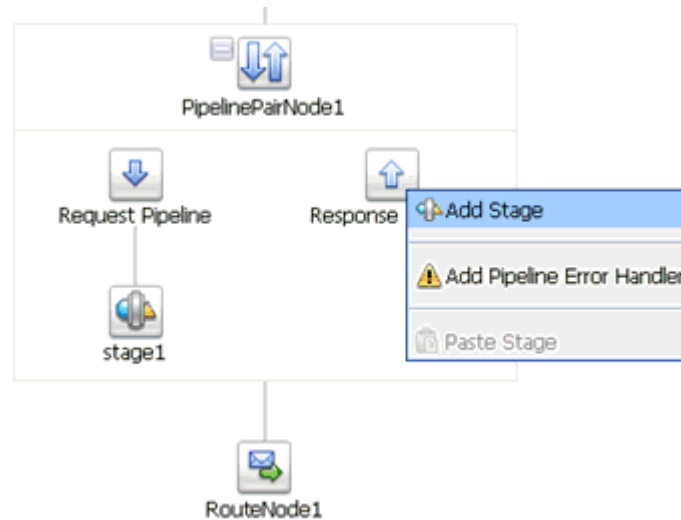 PipelinePairNode1
Request Pipeline
Response
Add Stage
Add Pipeline Error Handler
stage1
Paste Stage
RouteNode1